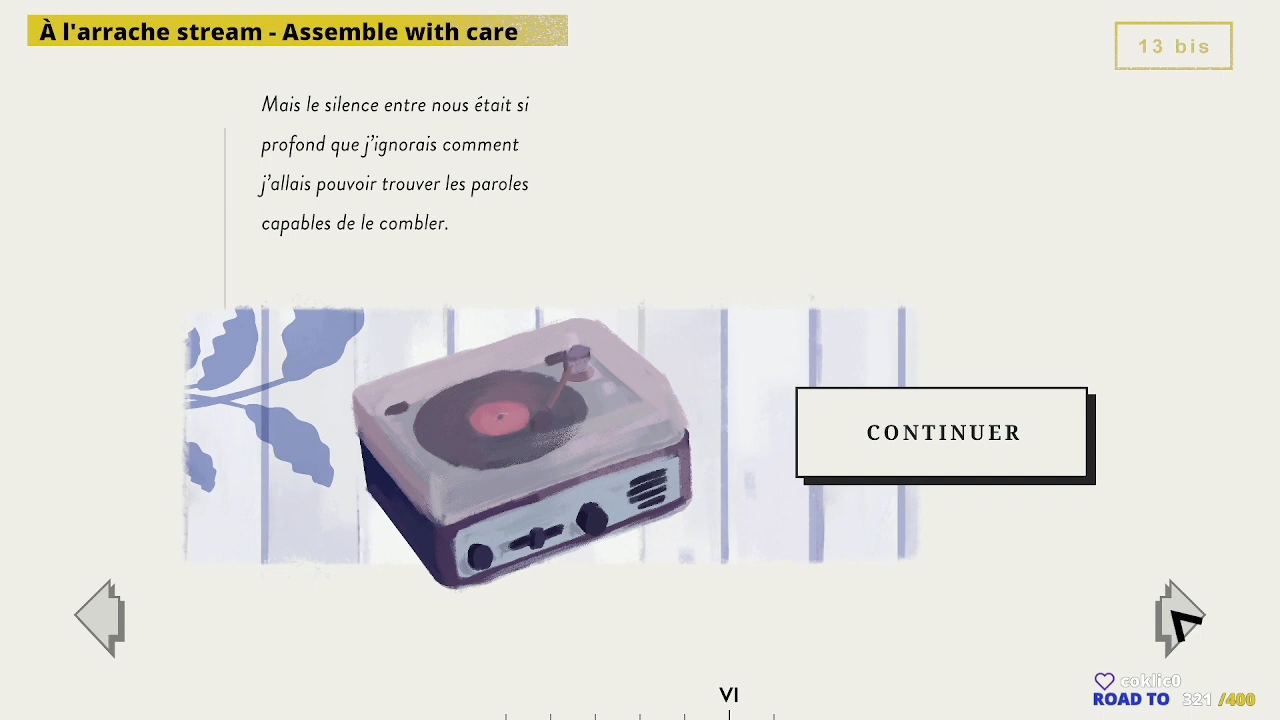 À l'arrache stream - Assemble with care
13 bis
Mais le silence entre nous était si
profond que j’ignorais comment
j’allais pouvoir trouver les paroles
capables de le combler.
CONTINUER
VI
coklic0
ROAD TO 321 /400